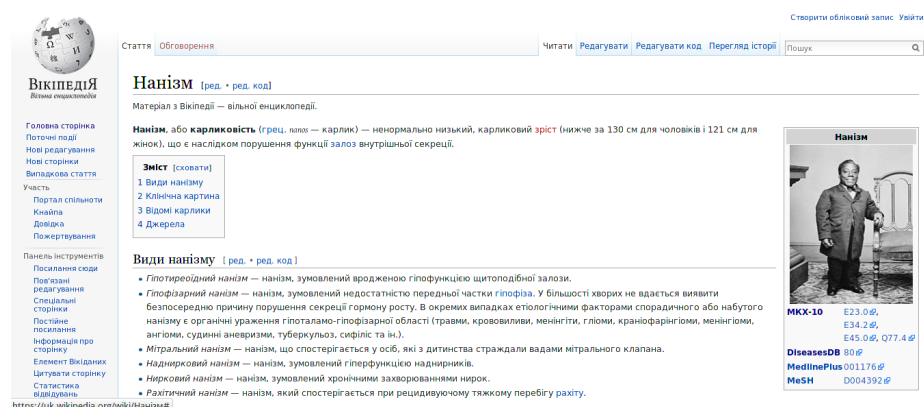 Створити обліковий запис Увійти
Стаття Обговорення Читати Редагувати Редагувати код Перегляд історії Пошук
ВІКІПЕДІЯ
Вільна енциклопедія
Головна сторінка
Поточні події
Нові редагування
Нові сторінки
Випадкова стаття
Участь
Портал спільноти
Кнайпа
Довідка
Пожертвування
Панель інструментів
Посилання сюди
Пов'язані
редагування
Спеціальні
сторінки
Постійне
посилання
Інформація про
сторінку
Елемент Вікіданих
Цитувати сторінку
Статистика
відвідувань
Нанізм [ред. • ред. код]
Матеріал з Вікіпедії — вільної енциклопедії.
Нанізм, або карликовість (грец. nanos — карлик) — ненормально низький, карликовий зріст (нижче за 130 см для чоловіків і 121 см для
жінок), що є наслідком порушення функції залоз внутрішньої секреції.
Зміст [сховати]
1 Види нанізму
2 Клінічна картина
3 Відомі карлики
4 Джерела
Види нанізму [ ред. • ред. код ]
• Гіпотиреоїдний нанізм — нанізм, зумовлений вродженою гіпофункцією щитоподібної залози.
• Гіпофізарний нанізм — нанізм, зумовлений недостатністю передньої частки гіпофіза. У більшості хворих не вдається виявити
безпосередню причину порушення секреції гормону росту. В окремих випадках етіологічними факторами спорадичного або набутого
нанізму є органічні ураження гіпоталамо-гіпофізарної області (травми, крововиливи, менінгіти, гліоми, краніофарінгіоми, менінгіоми,
ангіоми, судинні аневризми, туберкульоз, сифіліс та ін.).
• Мітральний нанізм — нанізм, що спостерігається у осіб, які з дитинства страждали вадами мітрального клапана.
• Наднирковий нанізм — нанізм, зумовлений гіперфункцією наднирників.
• Нирковий нанізм — нанізм, зумовлений хронічними захворюваннями нирок.
• Рахітичний нанізм — нанізм, який спостерігається при рецидивуючому тяжкому перебігу рахіту.
Нанізм
МКХ-10 E23.0,
E34.2,
E45.0, Q77.4
DiseasesDB 80
MedlinePlus 001176
MeSH D004392
https://uk.wikipedia.org/wiki/Нанізм#